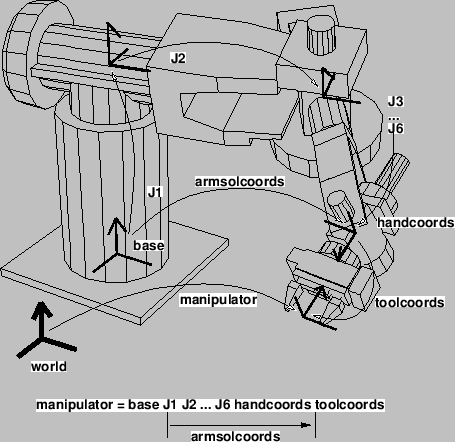 J2
J3
...
J6
armsolcoords
J1
handcoords
base
manipulator
toolcoords
world
manipulator = base J1 J2 ... J6 handcoords toolcoords
armsolcoords